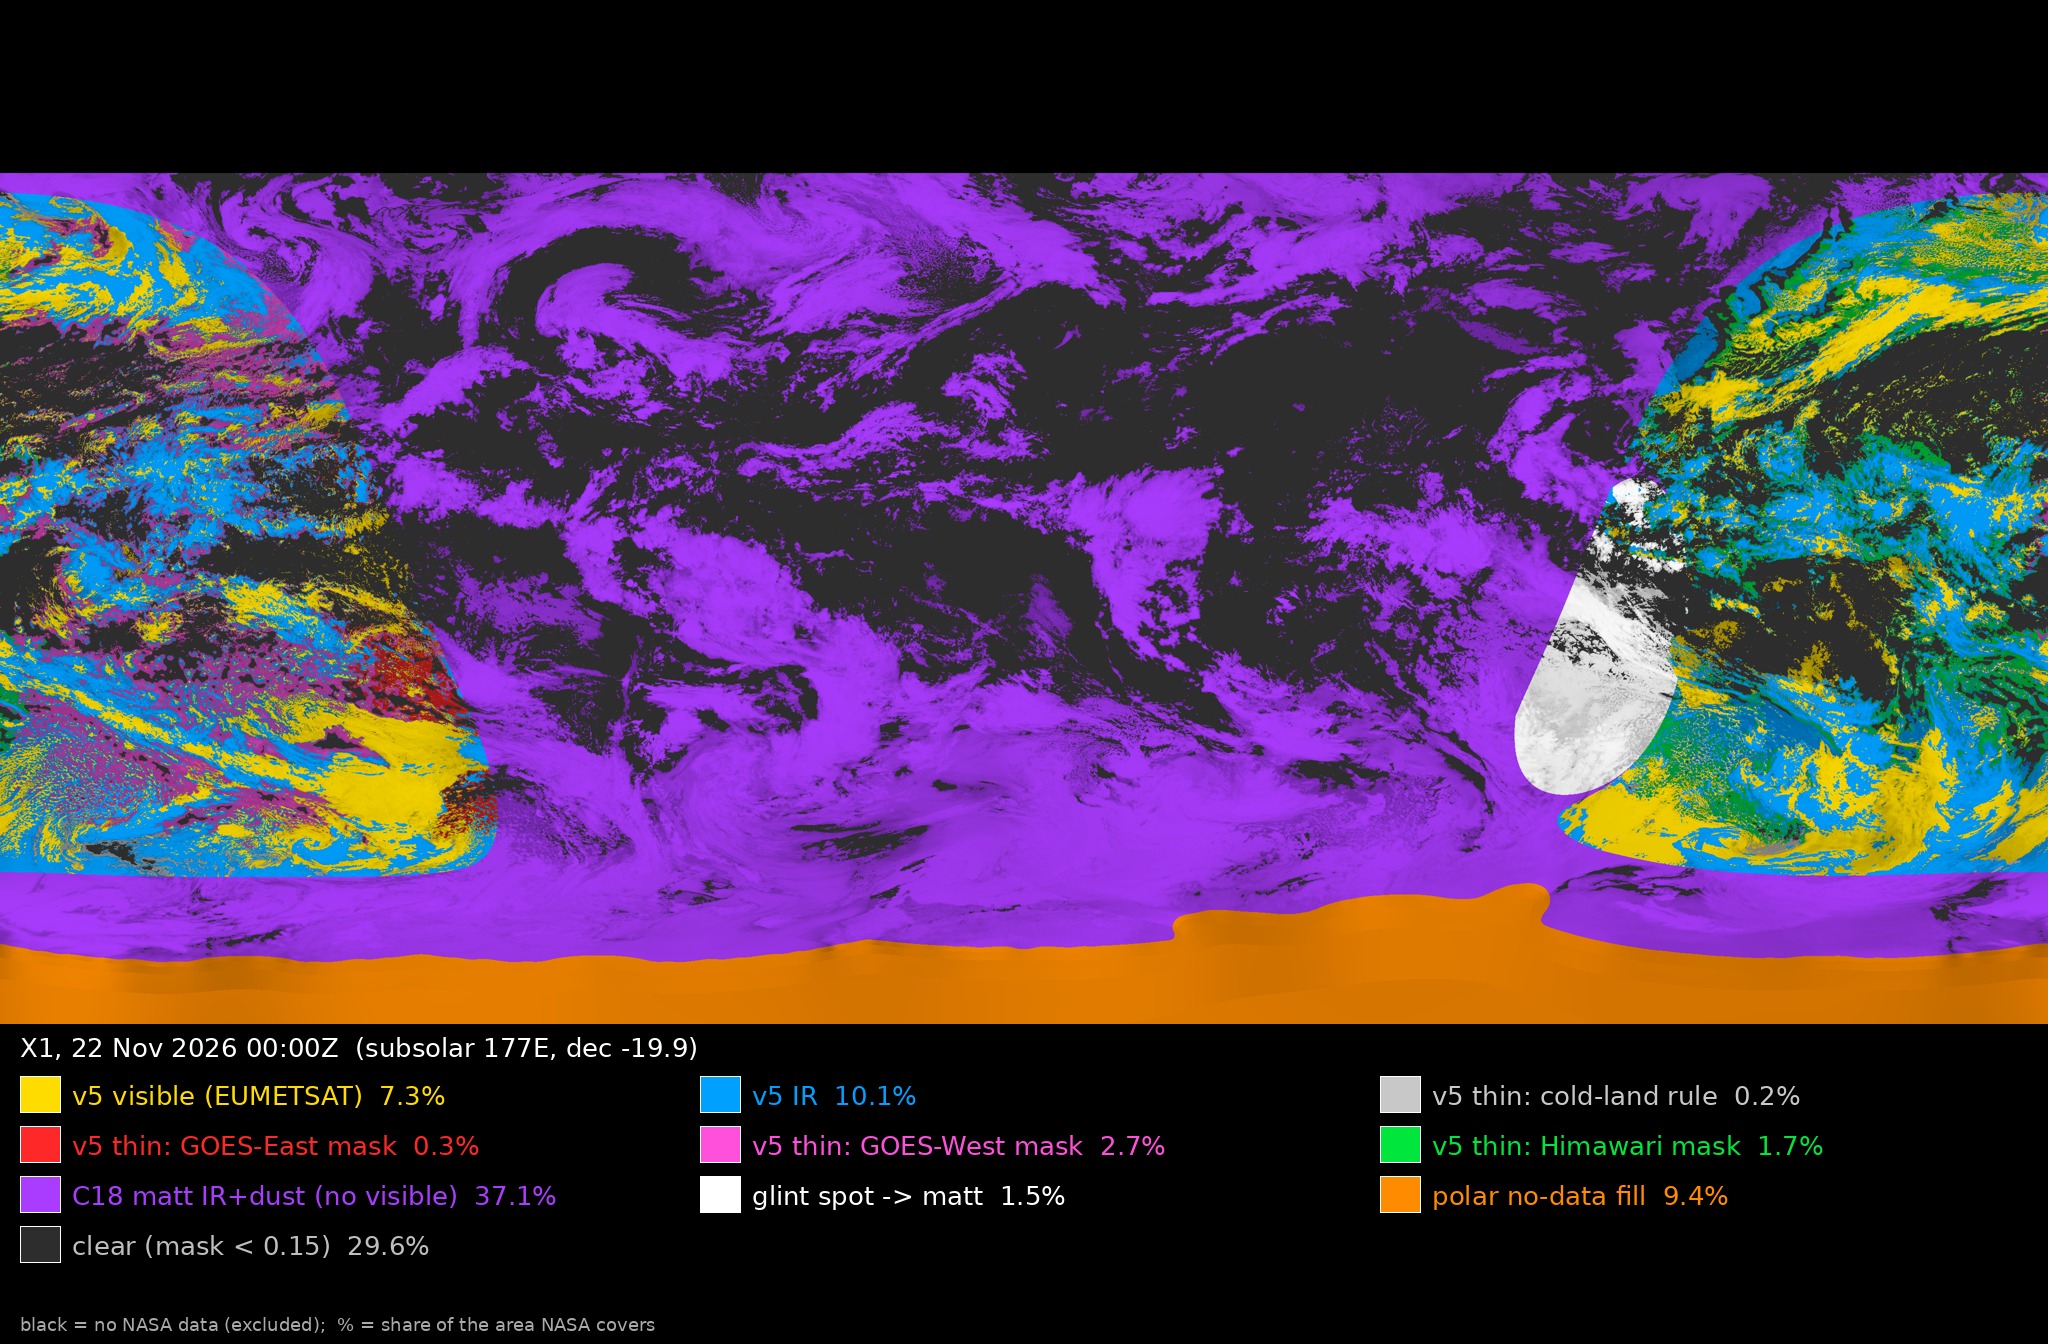 X1, 22 Nov 2026 00:00Z  (subsolar 177E, dec -19.9)
v5 visible (EUMETSAT)  7.3%
v5 IR  10.1%
v5 thin: cold-land rule  0.2%
v5 thin: GOES-East mask  0.3%
v5 thin: GOES-West mask  2.7%
v5 thin: Himawari mask  1.7%
C18 matt IR+dust (no visible)  37.1%
glint spot -> matt  1.5%
polar no-data fill  9.4%
clear (mask < 0.15)  29.6%
black = no NASA data (excluded);  % = share of the area NASA covers